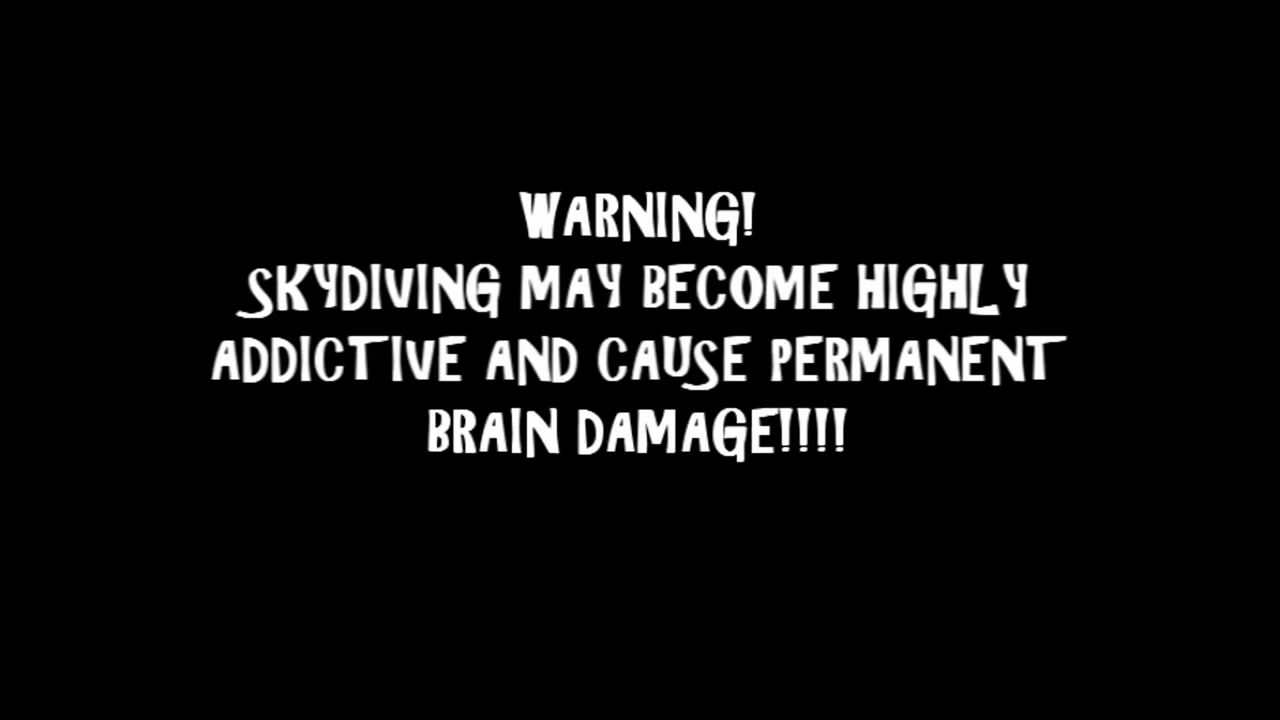 WARNING!
SKYDIVING MAY BECOME HIGHLY
ADDICTIVE AND CAUSE PERMANENT
BRAIN DAMAGE!!!!